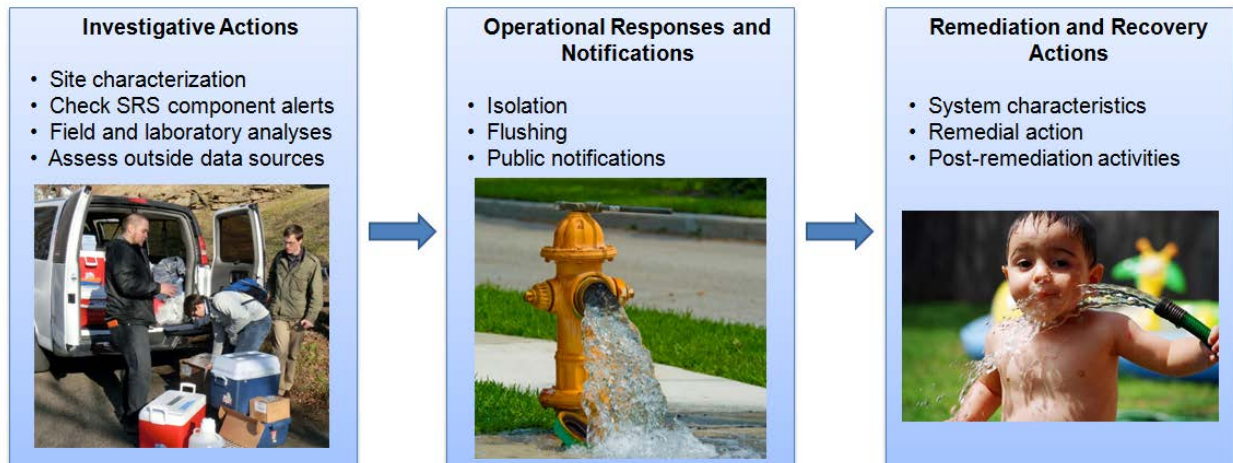 Investigative Actions
• Site characterization
• Check SRS component alerts
• Field and laboratory analyses
• Assess outside data sources
Operational Responses and
Notifications
• Isolation
• Flushing
• Public notifications
Remediation and Recovery
Actions
• System characteristics
• Remedial action
• Post-remediation activities